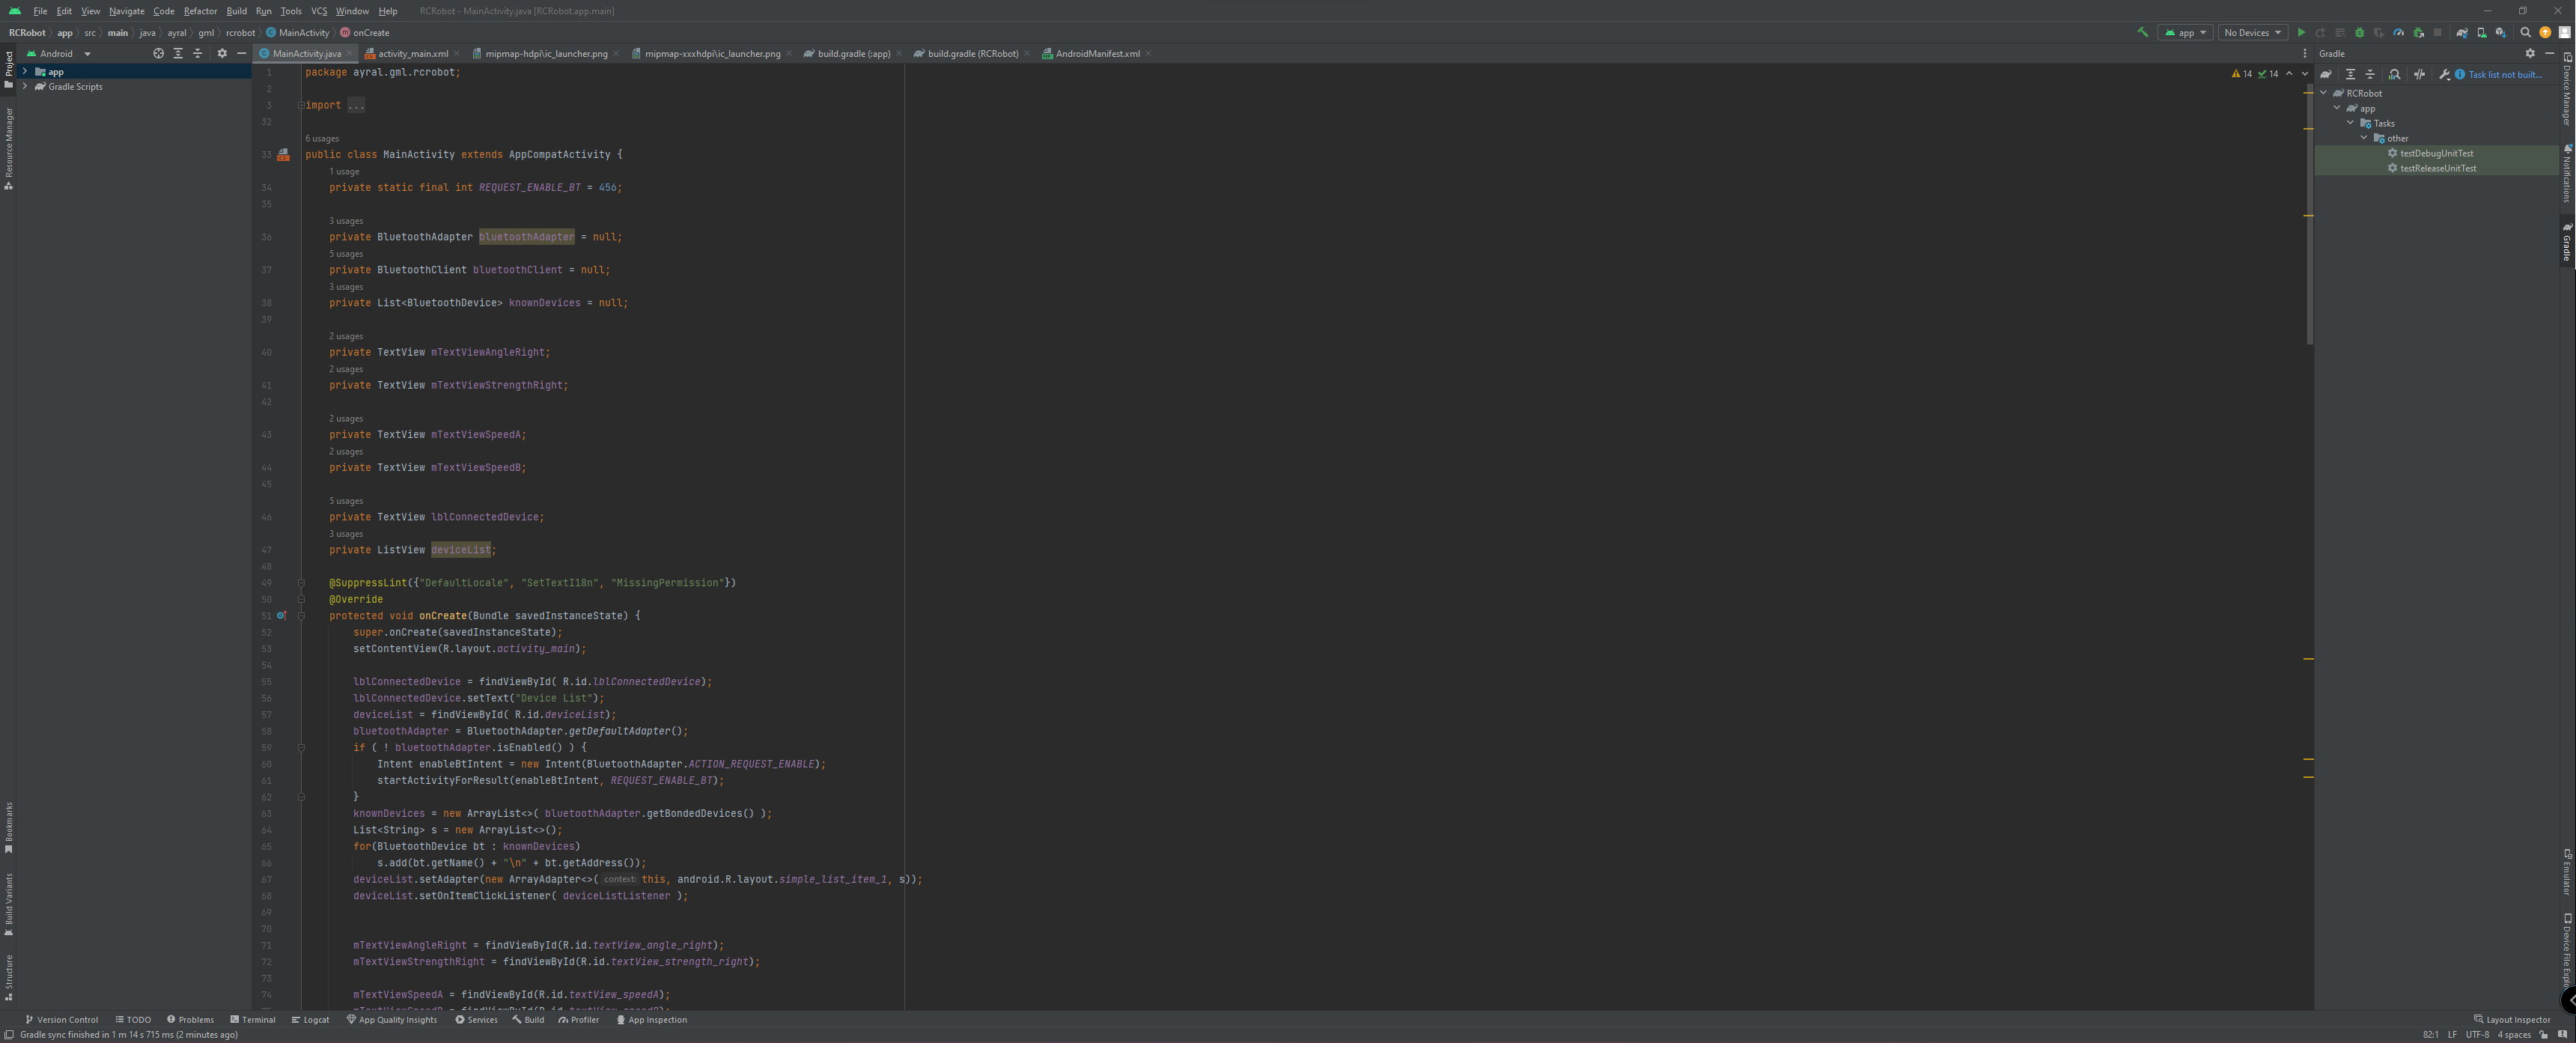 File Edit View Navigate Code Refactor Build Run Tools VCS Window Help RCRobot - MainActivity.java [RCRobot.app.main]
RCRobot app src main java ayral gml rcrobot MainActivity onCreate app No Devices
Android MainActivity.java activity_main.xml mipmap-hdpi\ic_launcher.png mipmap-xxxhdpi\ic_launcher.png build.gradle (:app) build.gradle (RCRobot) AndroidManifest.xml Gradle
Project
Resource Manager
Bookmarks
Build Variants
Structure
app
Gradle Scripts
1 package ayral.gml.rcrobot;
2
3 import ...
32
6 usages
33 public class MainActivity extends AppCompatActivity {
1 usage
34 private static final int REQUEST_ENABLE_BT = 456;
35
3 usages
36 private BluetoothAdapter bluetoothAdapter = null;
5 usages
37 private BluetoothClient bluetoothClient = null;
3 usages
38 private List<BluetoothDevice> knownDevices = null;
39
2 usages
40 private TextView mTextViewAngleRight;
2 usages
41 private TextView mTextViewStrengthRight;
42
2 usages
43 private TextView mTextViewSpeedA;
2 usages
44 private TextView mTextViewSpeedB;
45
5 usages
46 private TextView lblConnectedDevice;
3 usages
47 private ListView deviceList;
48
49 @SuppressLint({"DefaultLocale", "SetTextI18n", "MissingPermission"})
50 @Override
51 protected void onCreate(Bundle savedInstanceState) {
52 super.onCreate(savedInstanceState);
53 setContentView(R.layout.activity_main);
54
55 lblConnectedDevice = findViewById( R.id.lblConnectedDevice);
56 lblConnectedDevice.setText("Device List");
57 deviceList = findViewById( R.id.deviceList);
58 bluetoothAdapter = BluetoothAdapter.getDefaultAdapter();
59 if ( ! bluetoothAdapter.isEnabled() ) {
60 Intent enableBtIntent = new Intent(BluetoothAdapter.ACTION_REQUEST_ENABLE);
61 startActivityForResult(enableBtIntent, REQUEST_ENABLE_BT);
62 }
63 knownDevices = new ArrayList<>( bluetoothAdapter.getBondedDevices() );
64 List<String> s = new ArrayList<>();
65 for(BluetoothDevice bt : knownDevices)
66 s.add(bt.getName() + "\n" + bt.getAddress());
67 deviceList.setAdapter(new ArrayAdapter<>( context: this, android.R.layout.simple_list_item_1, s));
68 deviceList.setOnItemClickListener( deviceListListener );
69
70
71 mTextViewAngleRight = findViewById(R.id.textView_angle_right);
72 mTextViewStrengthRight = findViewById(R.id.textView_strength_right);
73
74 mTextViewSpeedA = findViewById(R.id.textView_speedA);
14 14
Task list not built...
RCRobot
app
Tasks
other
testDebugUnitTest
testReleaseUnitTest
Device Manager
Notifications
Gradle
Emulator
Device File Explo
Version Control TODO Problems Terminal Logcat App Quality Insights Services Build Profiler App Inspection Layout Inspector
Gradle sync finished in 1 m 14 s 715 ms (2 minutes ago) 82:1 LF UTF-8 4 spaces